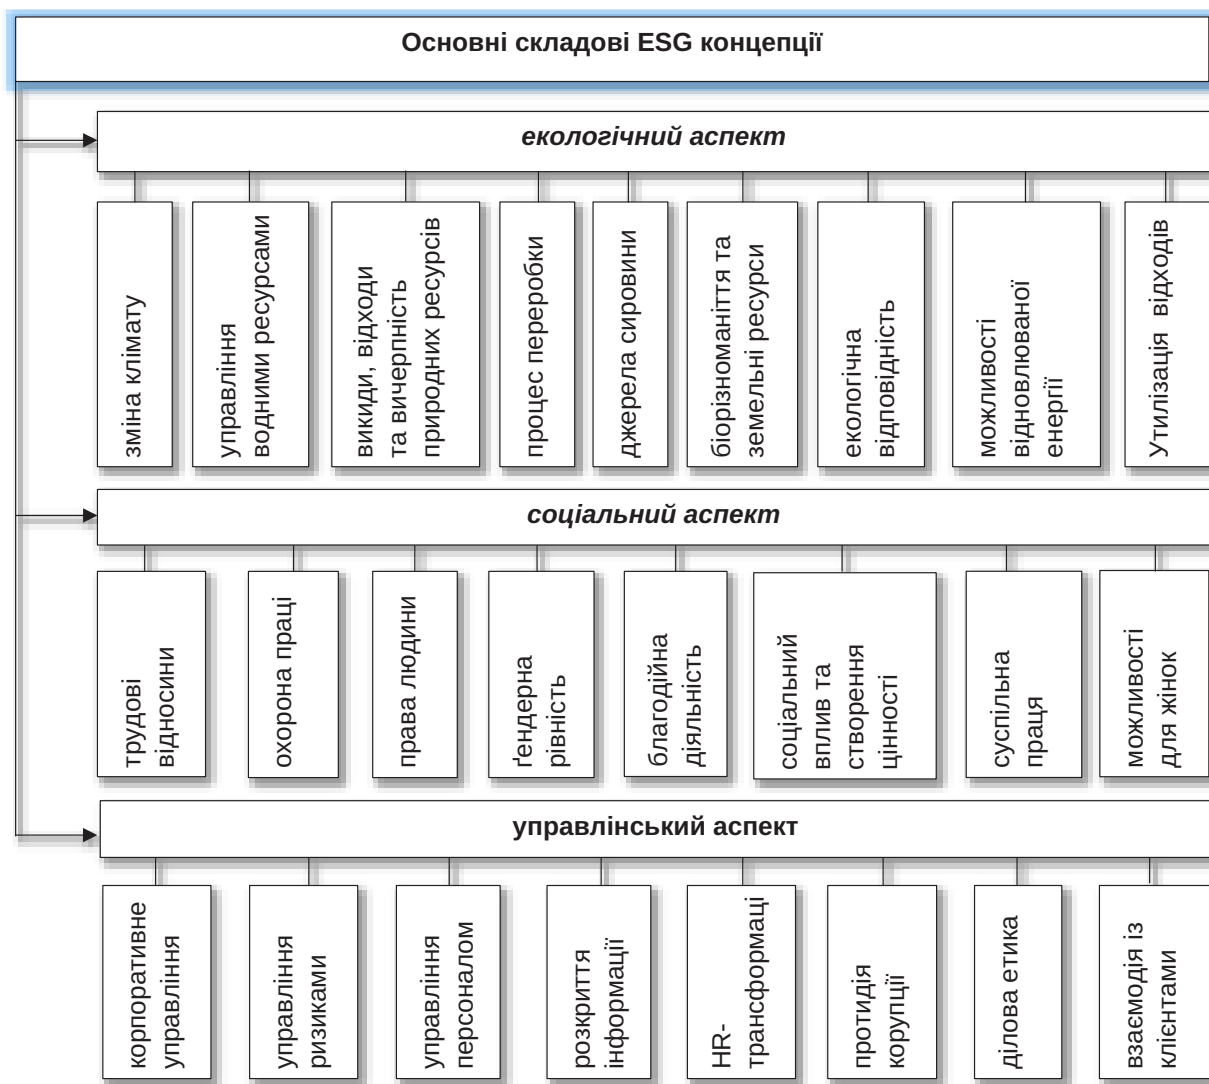 Основні складові ESG концепції
екологічний аспект
зміна клімату
управління
водними ресурсами
викиди, відходи
та вичерпність
природних ресурсів
процес переробки
джерела сировини
біорізноманіття та
земельні ресурси
екологічна
відповідність
можливості
відновлюваної
енергії
Утилізація відходів
соціальний аспект
трудові
відносини
охорона праці
права людини
ґендерна
рівність
благодійна
діяльність
соціальний
вплив та
створення
цінності
суспільна
праця
можливості
для жінок
управлінський аспект
корпоративне
управління
управління
ризиками
управління
персоналом
розкриття
інформації
HR-
трансформаці
протидія
корупції
ділова етика
взаємодія із
клієнтами